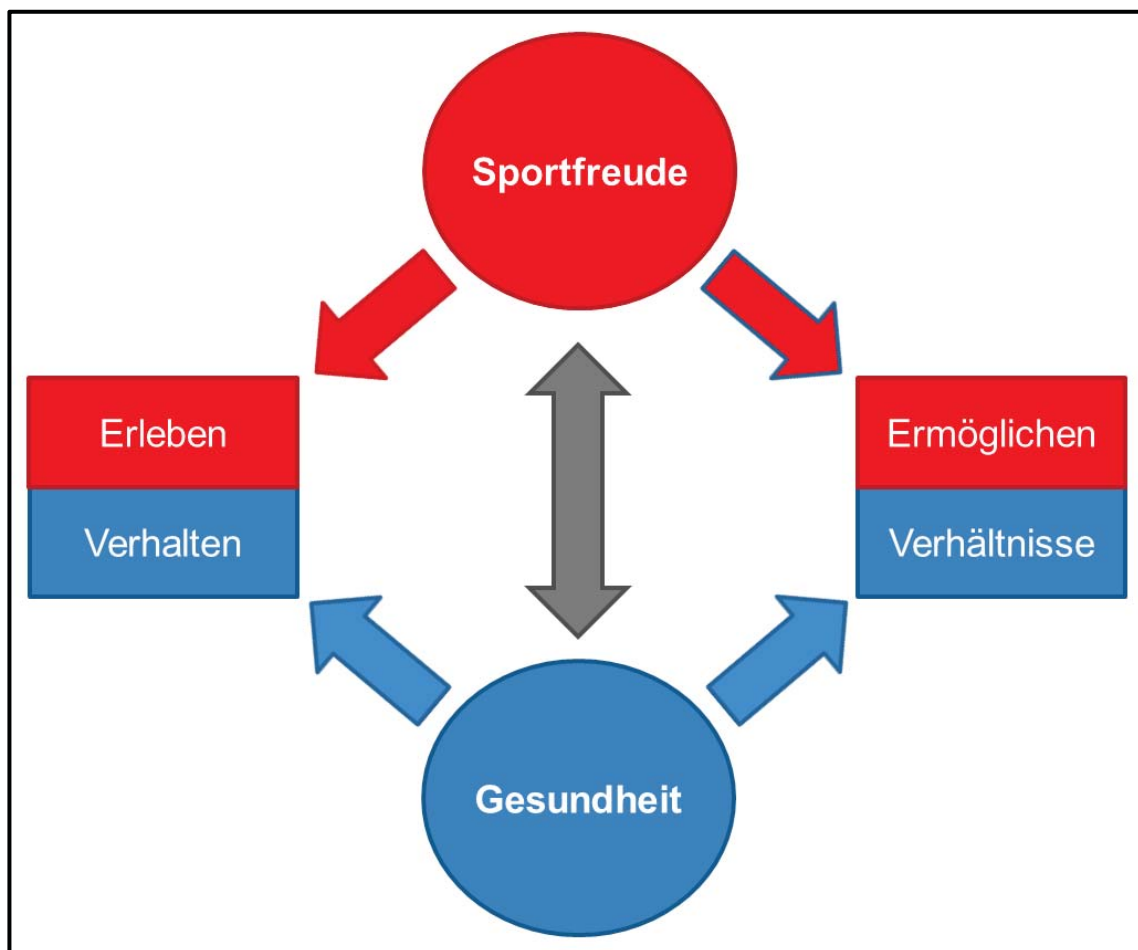 Sportfreude
Erleben
Verhalten
Ermöglichen
Verhältnisse
Gesundheit